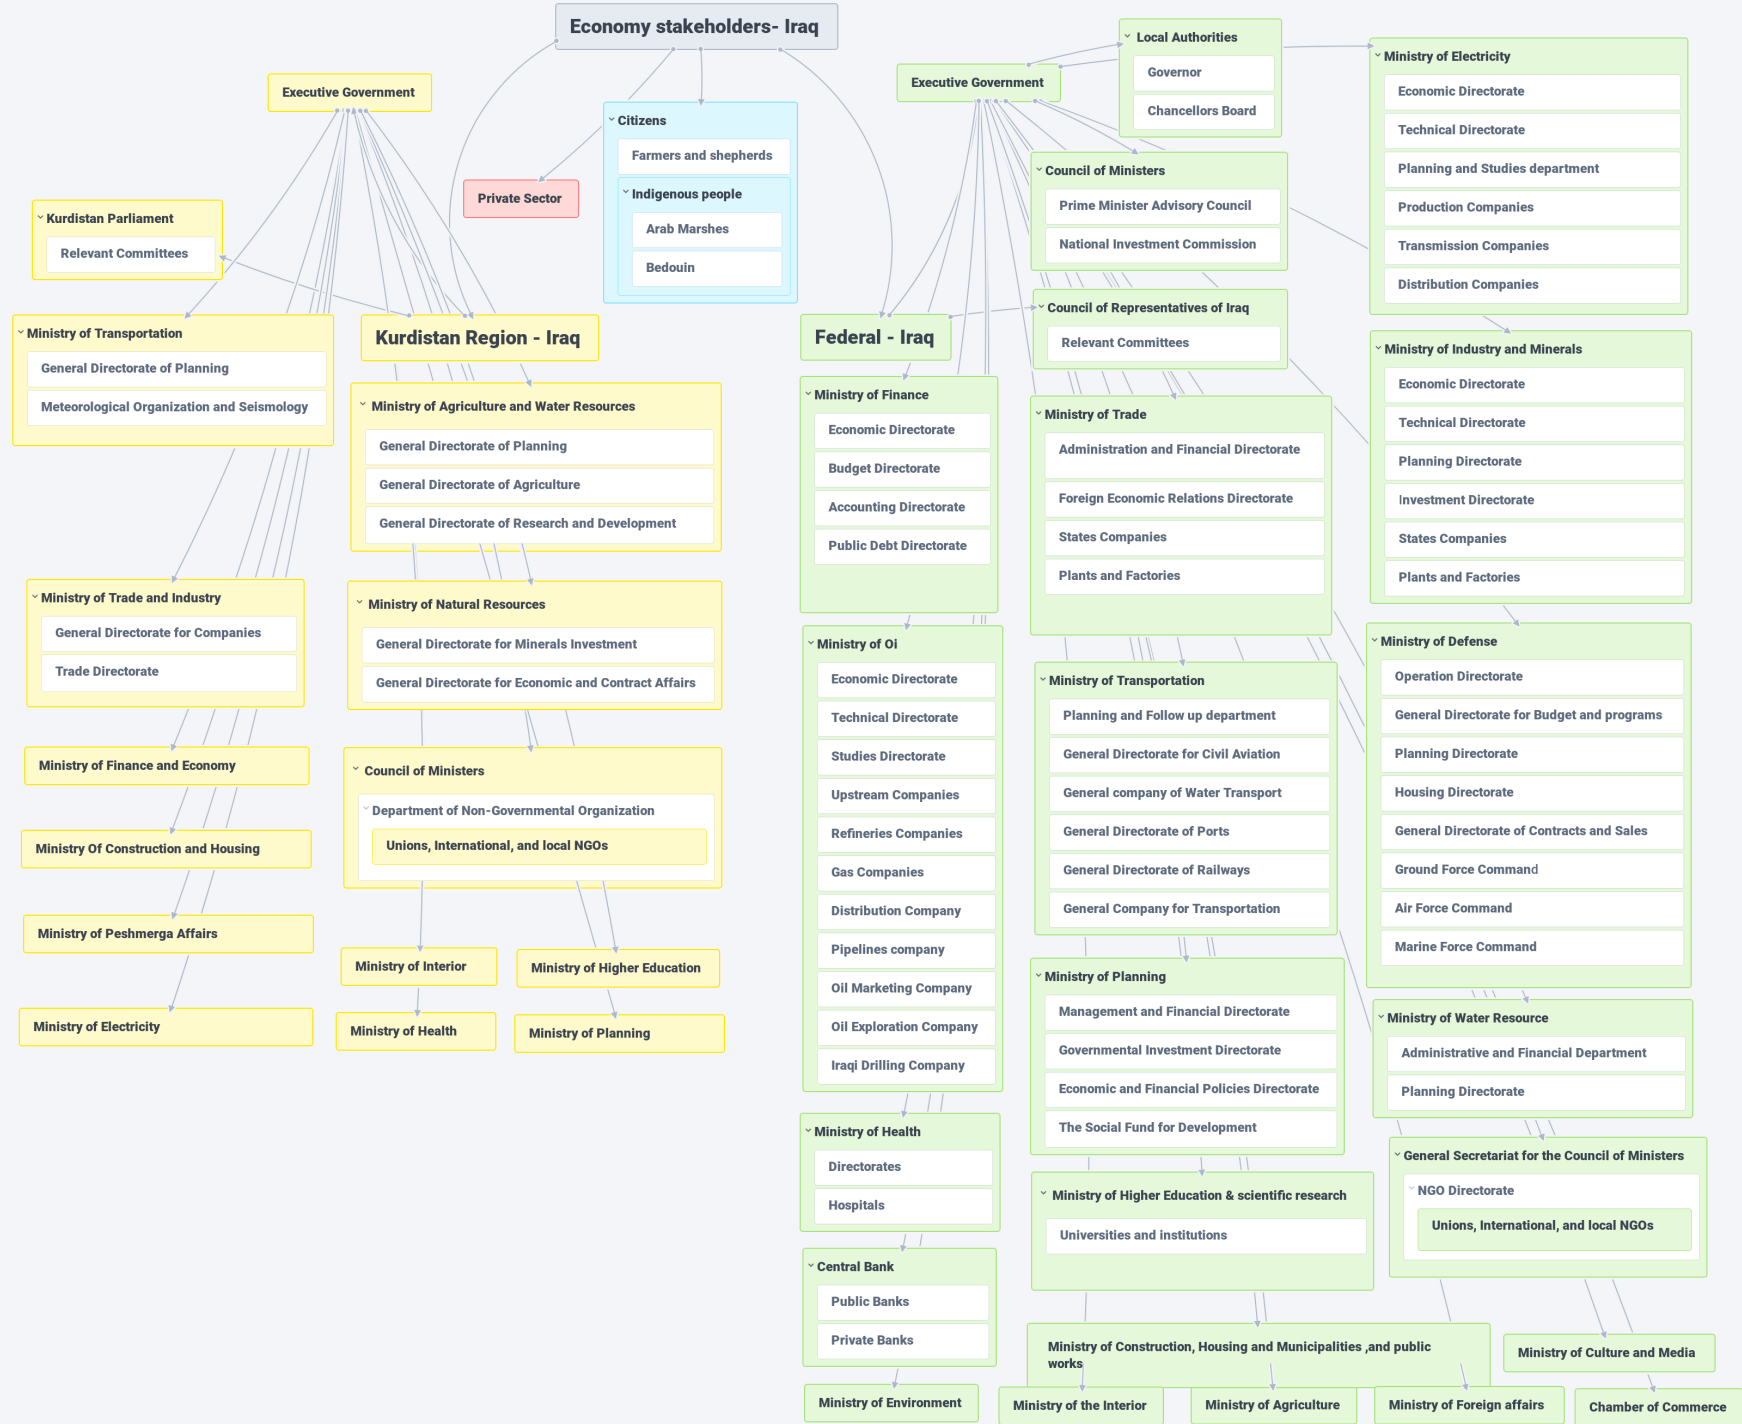 Economy stakeholders- Iraq
Executive Government
Kurdistan Parliament
Relevant Committees
Ministry of Transportation
General Directorate of Planning
Meteorological Organization and Seismology
Ministry of Trade and Industry
General Directorate for Companies
Trade Directorate
Ministry of Finance and Economy
Ministry Of Construction and Housing
Ministry of Peshmerga Affairs
Ministry of Electricity
Kurdistan Region - Iraq
Ministry of Agriculture and Water Resources
General Directorate of Planning
General Directorate of Agriculture
General Directorate of Research and Development
Ministry of Natural Resources
General Directorate for Minerals Investment
General Directorate for Economic and Contract Affairs
Council of Ministers
Department of Non-Governmental Organization
Unions, International, and local NGOs
Ministry of Interior
Ministry of Higher Education
Ministry of Health
Ministry of Planning
Private Sector
Citizens
Farmers and shepherds
Indigenous people
Arab Marshes
Bedouin
Federal - Iraq
Executive Government
Ministry of Finance
Economic Directorate
Budget Directorate
Accounting Directorate
Public Debt Directorate
Ministry of Oi
Economic Directorate
Technical Directorate
Studies Directorate
Upstream Companies
Refineries Companies
Gas Companies
Distribution Company
Pipelines company
Oil Marketing Company
Oil Exploration Company
Iraqi Drilling Company
Ministry of Health
Directorates
Hospitals
Central Bank
Public Banks
Private Banks
Ministry of Environment
Local Authorities
Governor
Chancellors Board
Council of Ministers
Prime Minister Advisory Council
National Investment Commission
Council of Representatives of Iraq
Relevant Committees
Ministry of Trade
Administration and Financial Directorate
Foreign Economic Relations Directorate
States Companies
Plants and Factories
Ministry of Transportation
Planning and Follow up department
General Directorate for Civil Aviation
General company of Water Transport
General Directorate of Ports
General Directorate of Railways
General Company for Transportation
Ministry of Planning
Management and Financial Directorate
Governmental Investment Directorate
Economic and Financial Policies Directorate
The Social Fund for Development
Ministry of Higher Education & scientific research
Universities and institutions
Ministry of Construction, Housing and Municipalities ,and public
works
Ministry of the Interior
Ministry of Agriculture
Ministry of Foreign affairs
Ministry of Electricity
Economic Directorate
Technical Directorate
Planning and Studies department
Production Companies
Transmission Companies
Distribution Companies
Ministry of Industry and Minerals
Economic Directorate
Technical Directorate
Planning Directorate
Investment Directorate
States Companies
Plants and Factories
Ministry of Defense
Operation Directorate
General Directorate for Budget and programs
Planning Directorate
Housing Directorate
General Directorate of Contracts and Sales
Ground Force Command
Air Force Command
Marine Force Command
Ministry of Water Resource
Administrative and Financial Department
Planning Directorate
General Secretariat for the Council of Ministers
NGO Directorate
Unions, International, and local NGOs
Ministry of Culture and Media
Chamber of Commerce